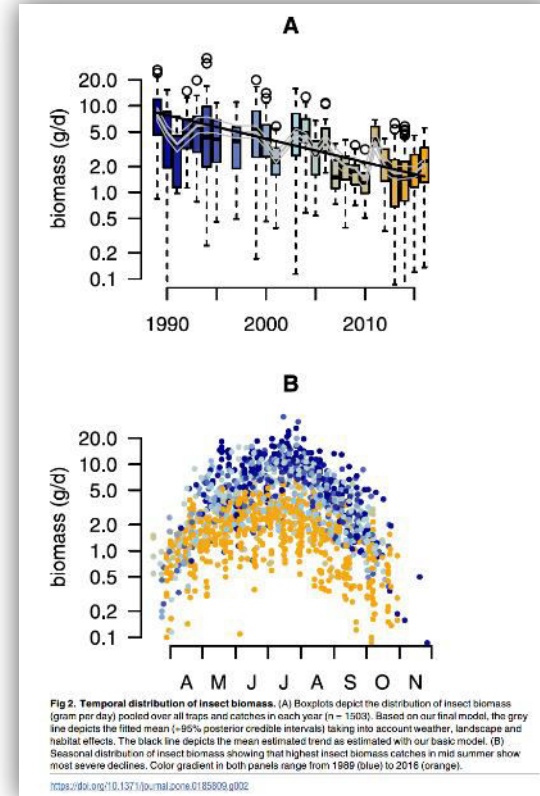 A
biomass (g/d)
20.0
10.0
5.0
2.0
1.0
0.5
0.2
0.1
1990 2000 2010
B
biomass (g/d)
20.0
10.0
5.0
2.0
1.0
0.5
0.2
0.1
A M J J A S O N
Fig 2. Temporal distribution of insect biomass. (A) Boxplots depict the distribution of insect biomass
(gram per day) pooled over all traps and catches in each year (n = 1503). Based on our final model, the grey
line depicts the fitted mean (+95% posterior credible intervals) taking into account weather, landscape and
habitat effects. The black line depicts the mean estimated trend as estimated with our basic model. (B)
Seasonal distribution of insect biomass showing that highest insect biomass catches in mid summer show
most severe declines. Color gradient in both panels range from 1989 (blue) to 2016 (orange).
https://doi.org/10.1371/journal.pone.0185809.g002